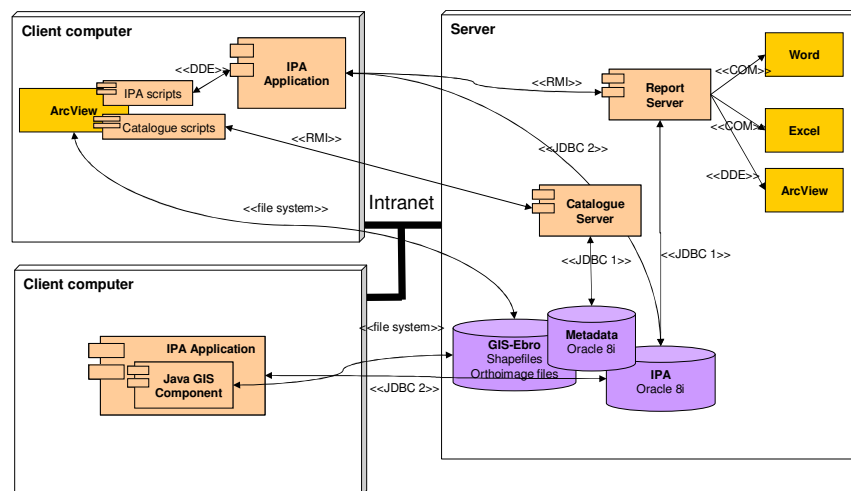 Client computer
<<DDE>>
IPA
Application
IPA scripts
ArcView
Catalogue scripts
<<RMI>>
<<file system>>
Intranet
Server
<<RMI>>
Report
Server
<<COM>>
Word
<<COM>>
Excel
<<DDE>>
ArcView
<<JDBC 2>>
Catalogue
Server
<<JDBC 1>>
<<JDBC 1>>
Client computer
<<file system>>
IPA Application
Java GIS
Component
<<JDBC 2>>
GIS-Ebro
Shapefiles
Orthoimage files
Metadata
Oracle 8i
IPA
Oracle 8i